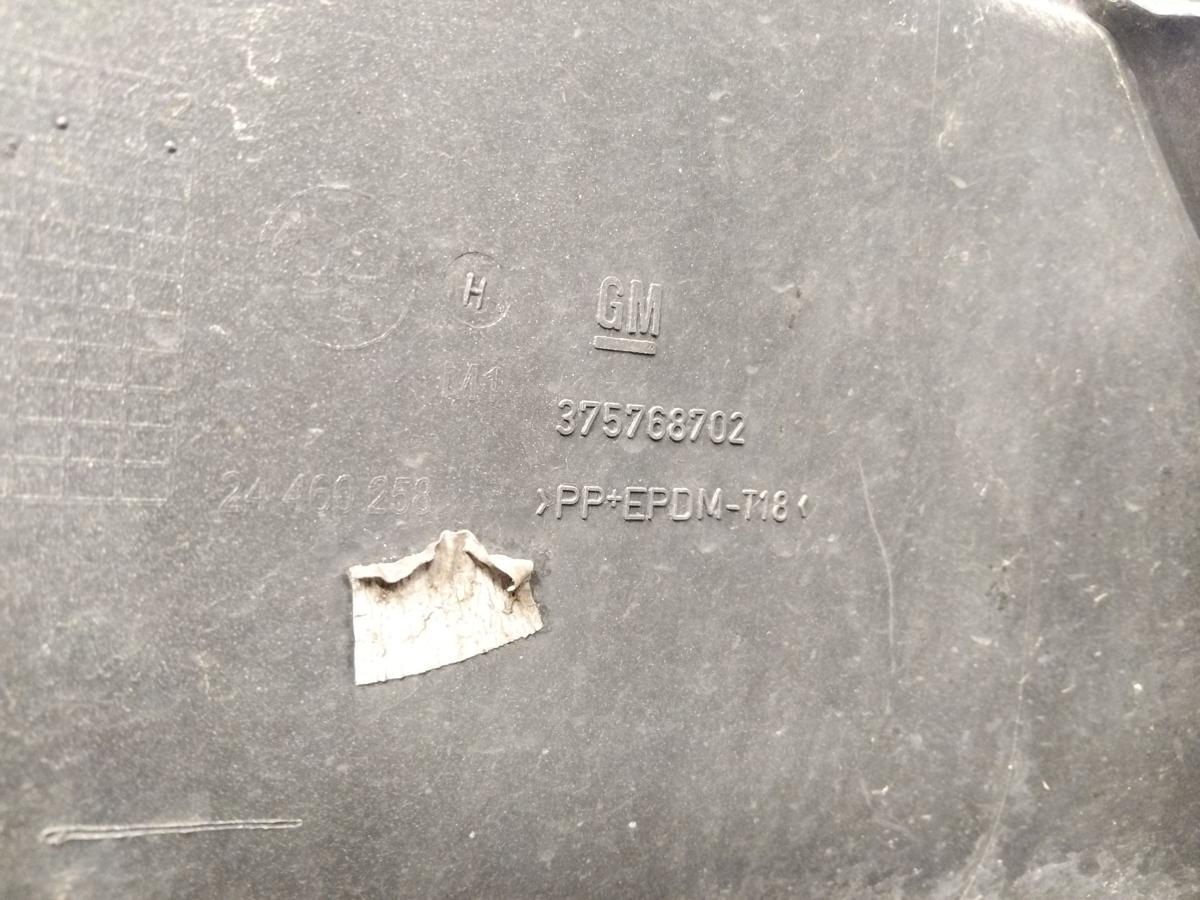 H
GM
M1
375768702
24 460 258
>PP+EPDM-T18<